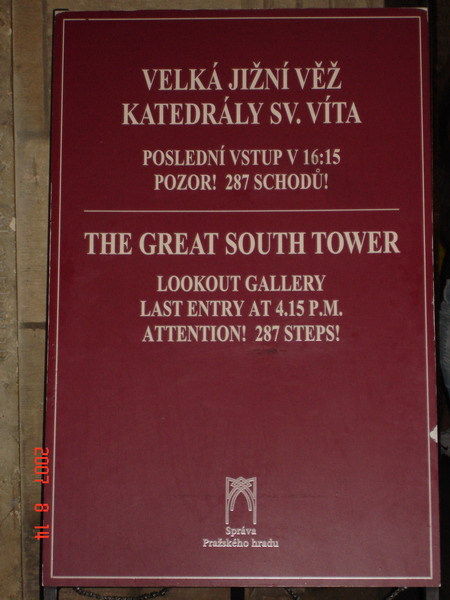 VELKÁ JIŽNÍ VĚŽ
KATEDRÁLY SV. VÍTA
POSLEDNÍ VSTUP V 16:15
POZOR! 287 SCHODŮ!
THE GREAT SOUTH TOWER
LOOKOUT GALLERY
LAST ENTRY AT 4.15 P.M.
ATTENTION! 287 STEPS!
Správa
Pražského hradu
2007 8 14